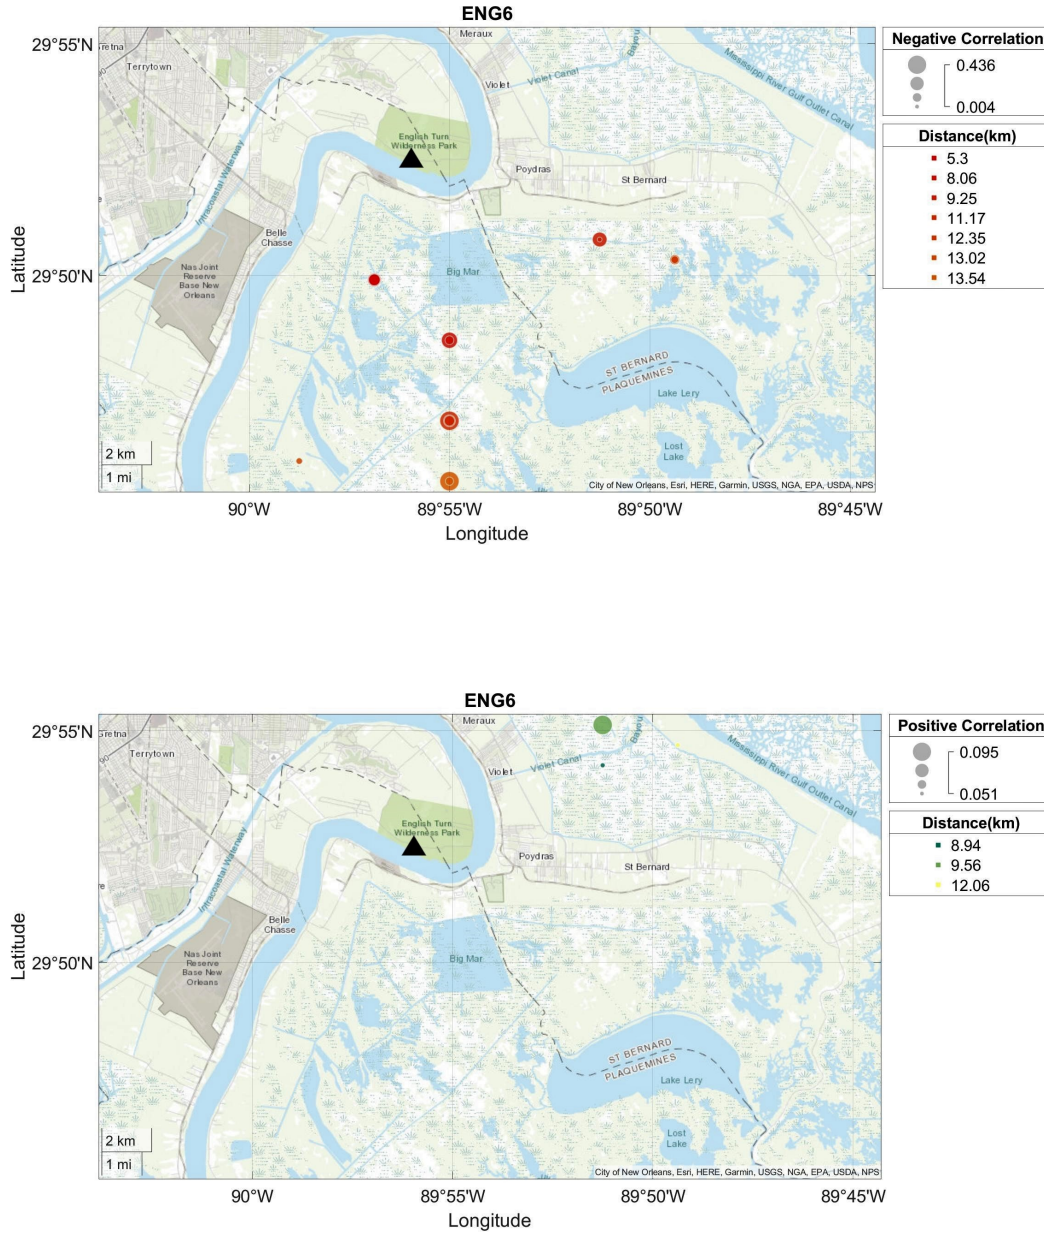 ENG6
29°55'N
29°50'N
Latitude
Meraux
Terrytown
Violet
Violet Canal
Bayou
Mississippi River Gulf Outlet Canal
English Turn
Wilderness Park
Intracoastal Waterway
Poydras
St Bernard
Belle
Chasse
Nas Joint
Reserve
Base New
Orleans
Big Mar
ST BERNARD
PLAQUEMINES
Lake Lery
Lost
Lake
2 km
1 mi
City of New Orleans, Esri, HERE, Garmin, USGS, NGA, EPA, USDA, NPS
90°W
89°55'W
89°50'W
89°45'W
Longitude
Negative Correlation
0.436
0.004
Distance(km)
5.3
8.06
9.25
11.17
12.35
13.02
13.54
ENG6
29°55'N
29°50'N
Latitude
Meraux
Terrytown
Violet
Violet Canal
Bayou
Mississippi River Gulf Outlet Canal
English Turn
Wilderness Park
Intracoastal Waterway
Poydras
St Bernard
Belle
Chasse
Nas Joint
Reserve
Base New
Orleans
Big Mar
ST BERNARD
PLAQUEMINES
Lake Lery
Lost
Lake
2 km
1 mi
City of New Orleans, Esri, HERE, Garmin, USGS, NGA, EPA, USDA, NPS
90°W
89°55'W
89°50'W
89°45'W
Longitude
Positive Correlation
0.095
0.051
Distance(km)
8.94
9.56
12.06